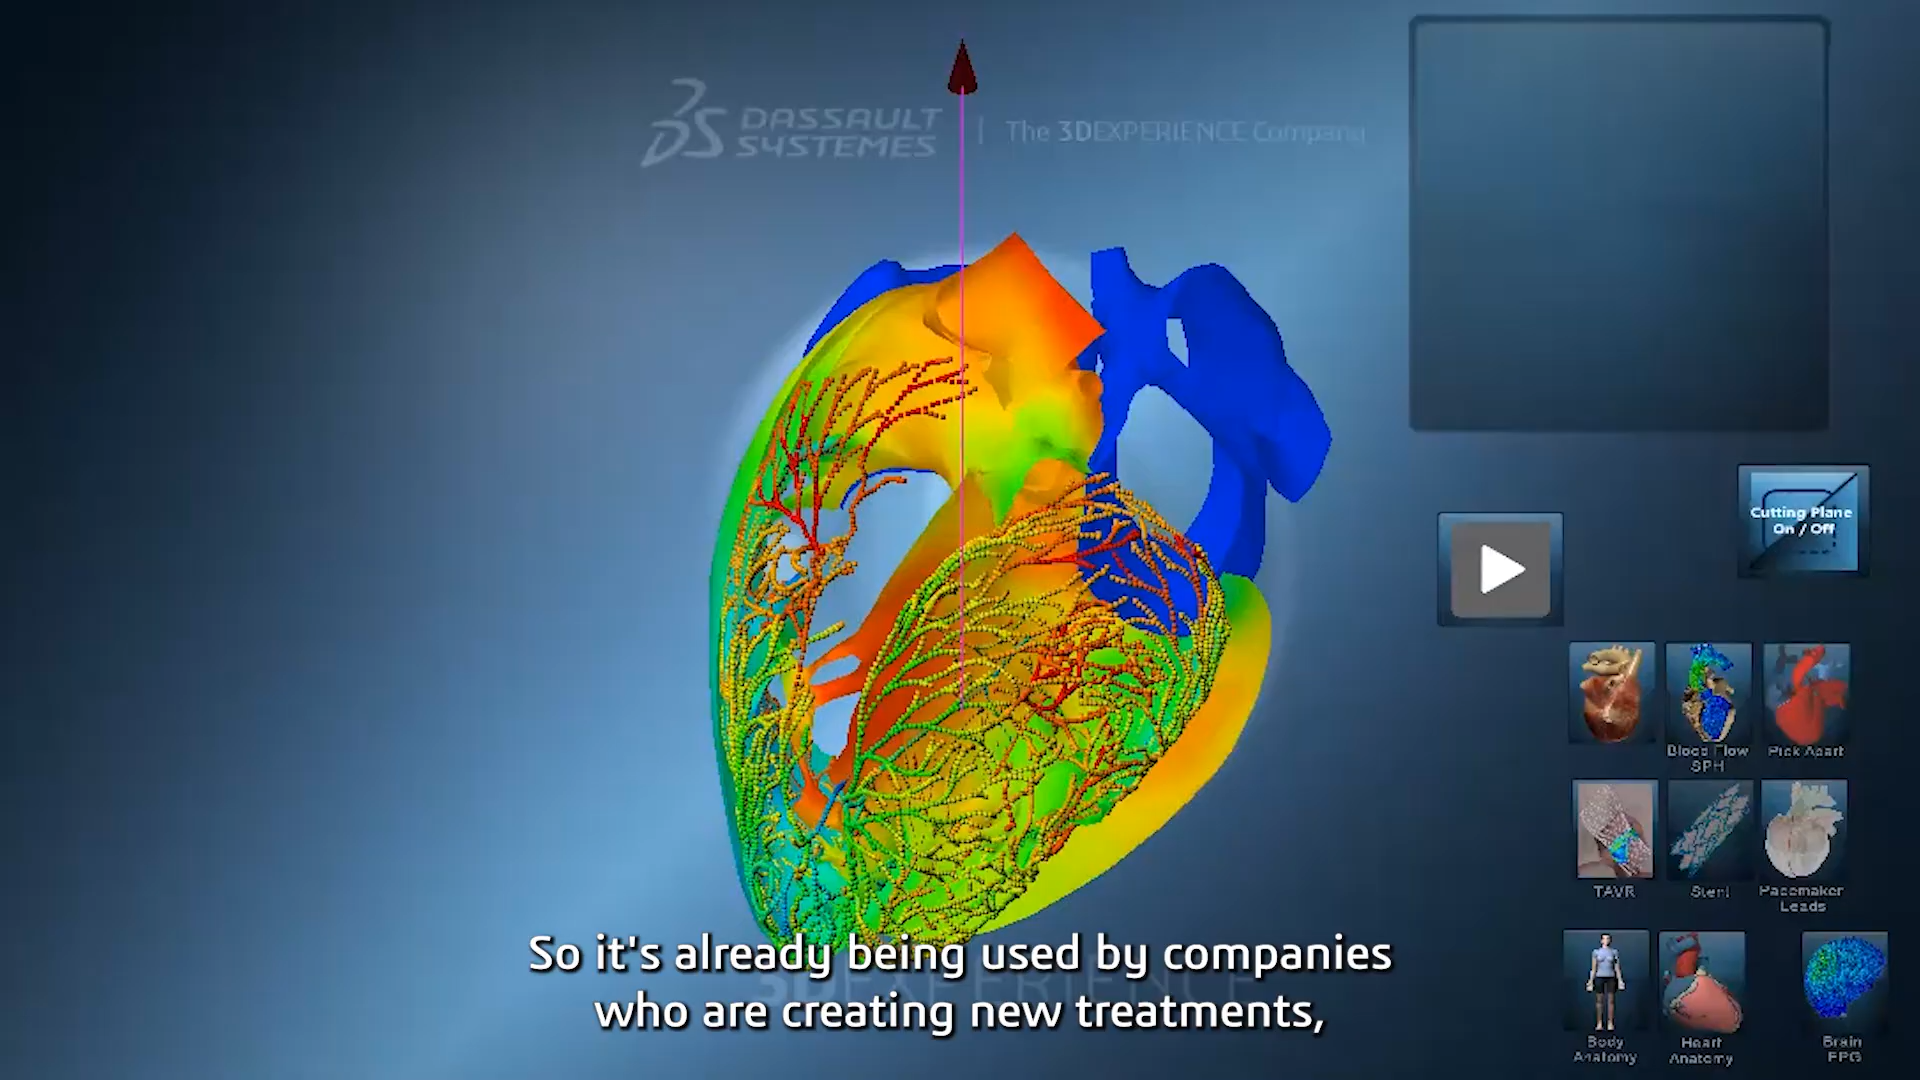 DASSAULT
SYSTEMES
The 3DEXPERIENCE Company
Cutting Plane
On / Off
Blood Flow
SPH
Pick Apart
TAVR
Stent
Pacemaker
Leads
So it's already being used by companies
who are creating new treatments,
3DEXPERIENCE
Body
Anatomy
Heart
Anatomy
Brain